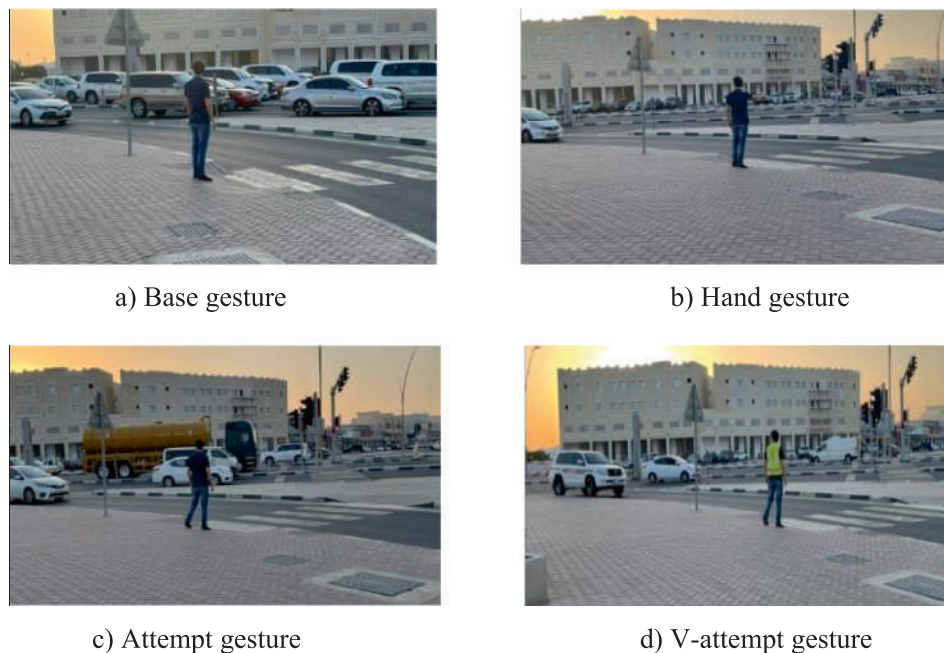 a) Base gesture
b) Hand gesture
c) Attempt gesture
d) V-attempt gesture